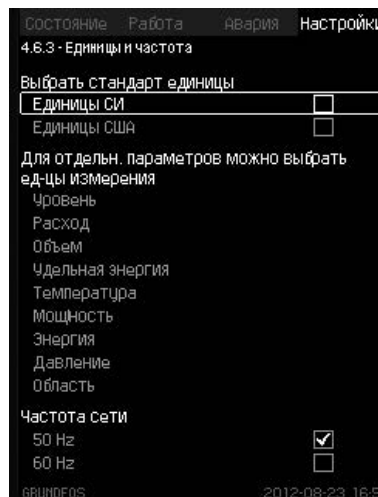 Состояние Работа Авария Настройки
4.6.3 - Единицы и частота
Выбрать стандарт единицы
Единицы СИ
Единицы США
Для отдельн. параметров можно выбрать
ед-цы измерения
Уровень
Расход
Объем
Удельная энергия
Температура
Мощность
Энергия
Давление
Область
Частота сети
50 Hz
60 Hz
GRUNDFOS 2012-08-23